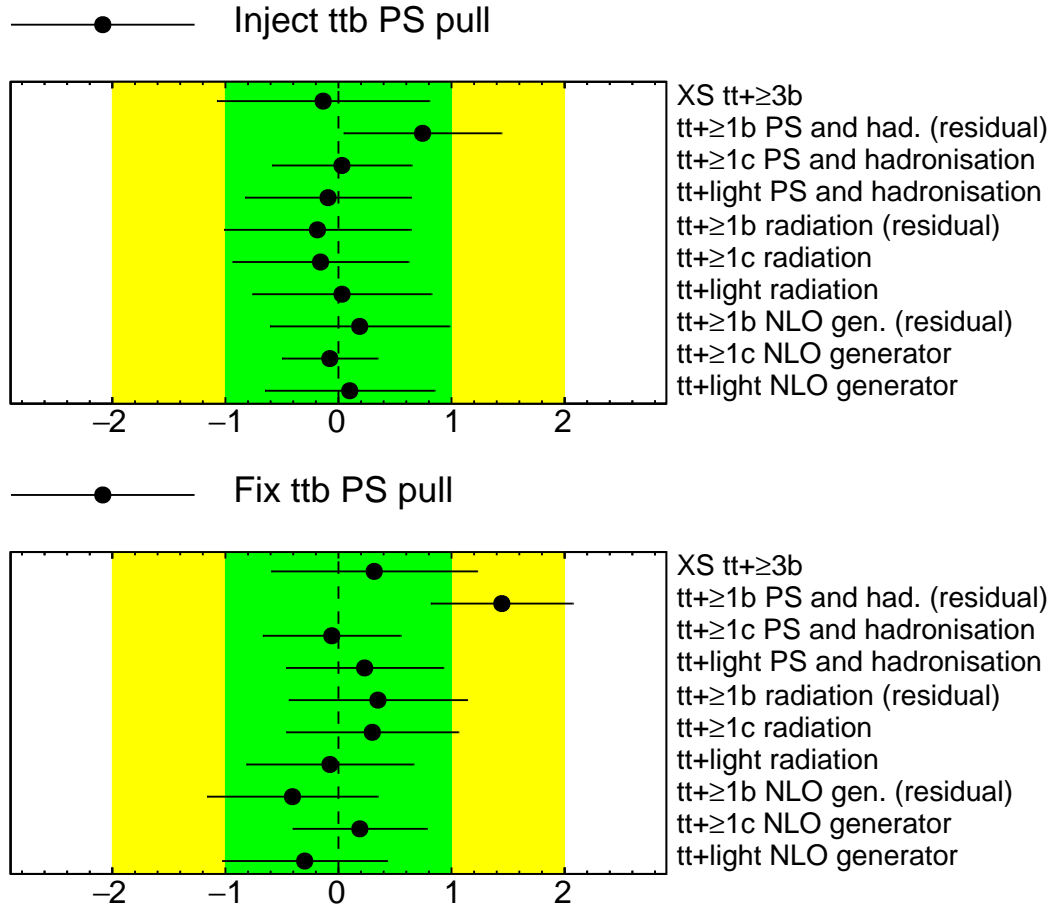 Inject ttb PS pull
XS tt+≥3b
tt+≥1b PS and had. (residual)
tt+≥1c PS and hadronisation
tt+light PS and hadronisation
tt+≥1b radiation (residual)
tt+≥1c radiation
tt+light radiation
tt+≥1b NLO gen. (residual)
tt+≥1c NLO generator
tt+light NLO generator
−2 −1 0 1 2
Fix ttb PS pull
XS tt+≥3b
tt+≥1b PS and had. (residual)
tt+≥1c PS and hadronisation
tt+light PS and hadronisation
tt+≥1b radiation (residual)
tt+≥1c radiation
tt+light radiation
tt+≥1b NLO gen. (residual)
tt+≥1c NLO generator
tt+light NLO generator
−2 −1 0 1 2